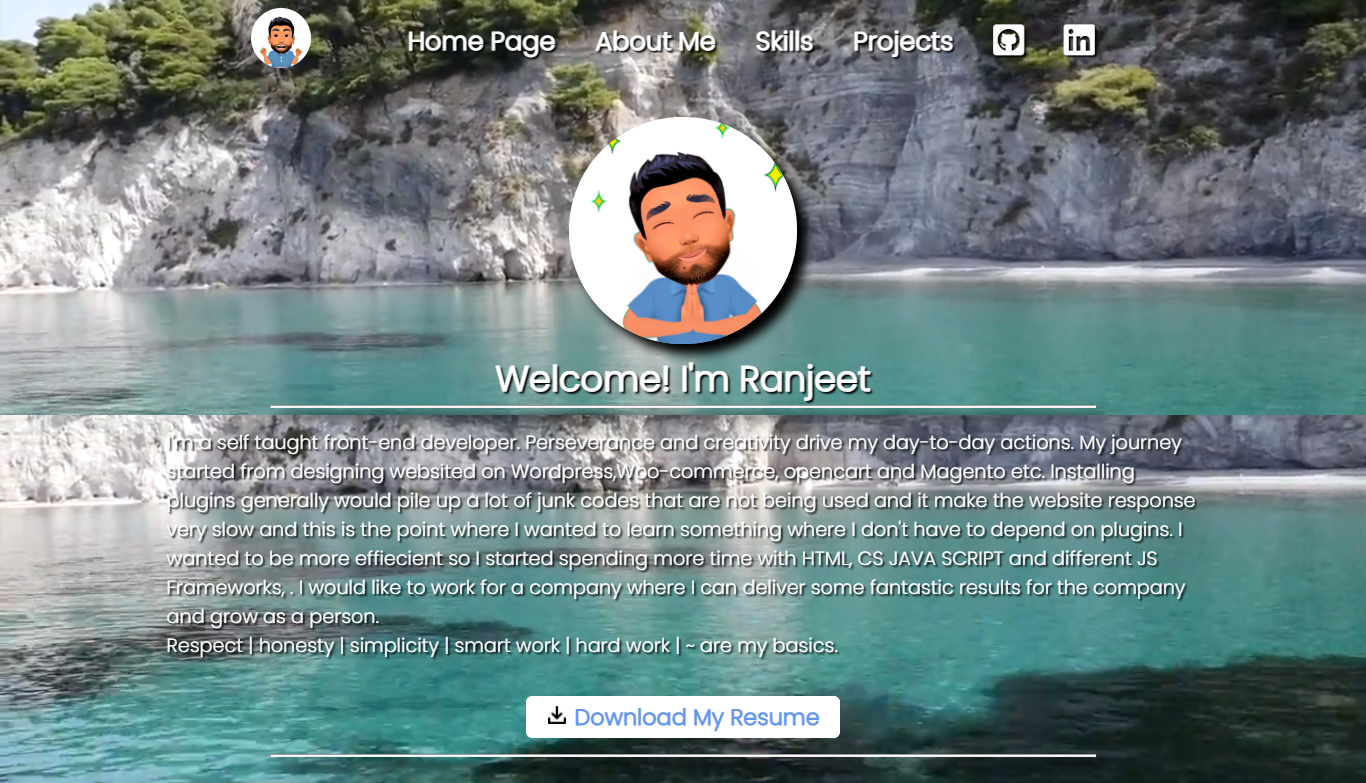 Home Page About Me Skills Projects
Welcome! I'm Ranjeet
I'm a self taught front-end developer. Perseverance and creativity drive my day-to-day actions. My journey
started from designing websited on Wordpress,Woo-commerce, opencart and Magento etc. Installing
plugins generally would pile up a lot of junk codes that are not being used and it make the website response
very slow and this is the point where I wanted to learn something where I don't have to depend on plugins. I
wanted to be more effiecient so I started spending more time with HTML, CS JAVA SCRIPT and different JS
Frameworks, . I would like to work for a company where I can deliver some fantastic results for the company
and grow as a person.
Respect | honesty | simplicity | smart work | hard work | ~ are my basics.
Download My Resume